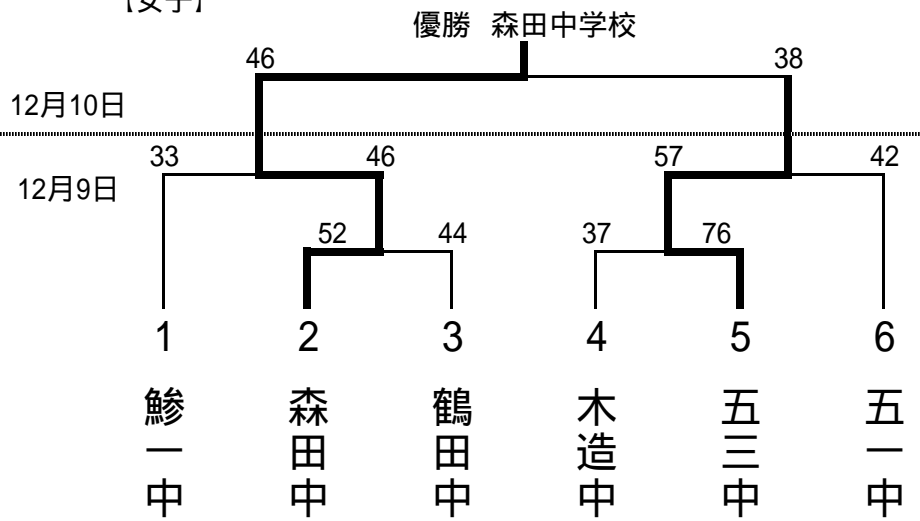 【女子】
優勝 森田中学校
46 38
12月10日
33 46 57 42
12月9日
52 44 37 76
1 2 3 4 5 6
鰺一中
森田中
鶴田中
木造中
五三中
五一中